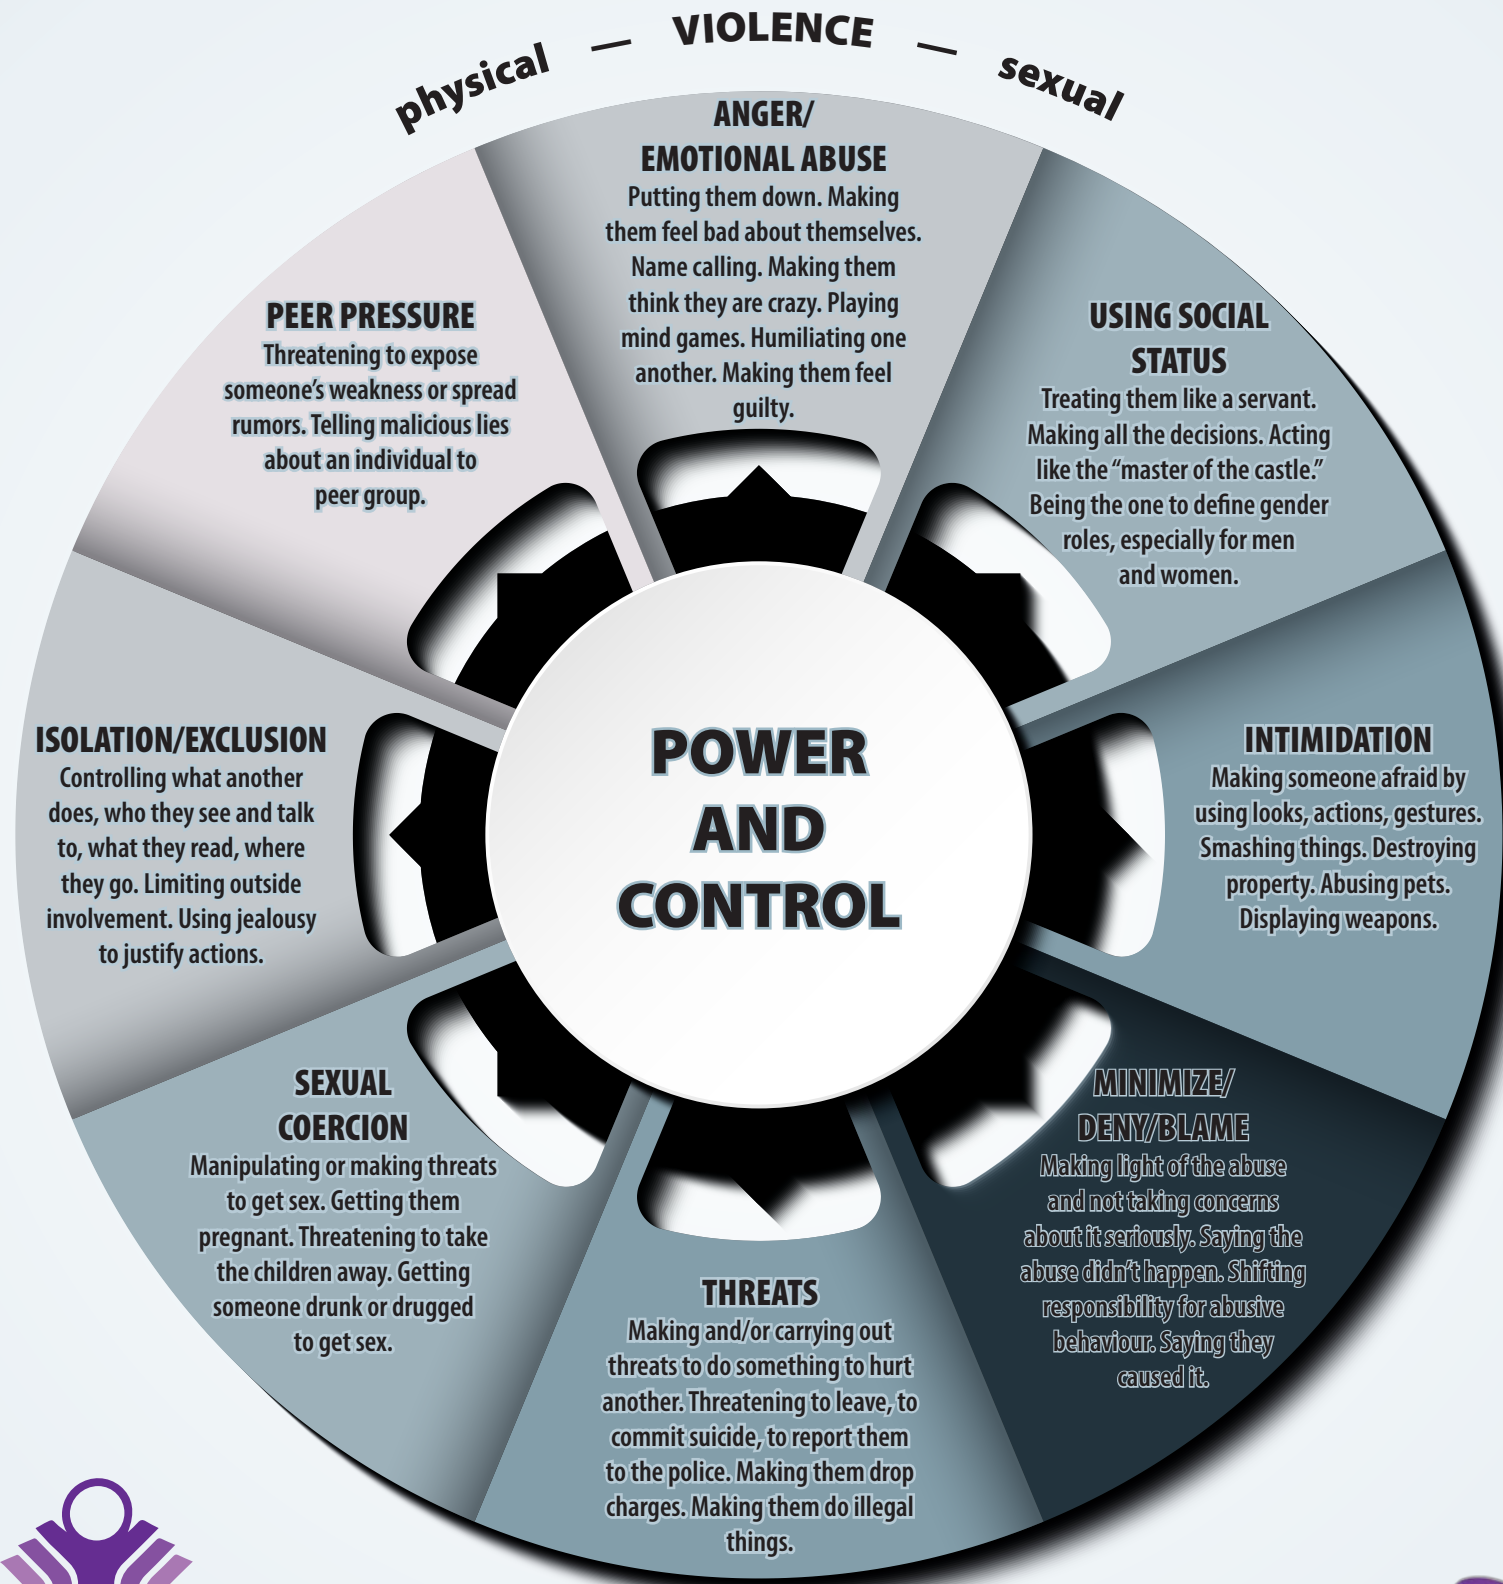 physical — VIOLENCE — sexual
ANGER/
EMOTIONAL ABUSE
Putting them down. Making
them feel bad about themselves.
Name calling. Making them
think they are crazy. Playing
mind games. Humiliating one
another. Making them feel
guilty.
USING SOCIAL
STATUS
Treating them like a servant.
Making all the decisions. Acting
like the “master of the castle.”
Being the one to define gender
roles, especially for men
and women.
INTIMIDATION
Making someone afraid by
using looks, actions, gestures.
Smashing things. Destroying
property. Abusing pets.
Displaying weapons.
MINIMIZE/
DENY/BLAME
Making light of the abuse
and not taking concerns
about it seriously. Saying the
abuse didn’t happen. Shifting
responsibility for abusive
behaviour. Saying they
caused it.
THREATS
Making and/or carrying out
threats to do something to hurt
another. Threatening to leave, to
commit suicide, to report them
to the police. Making them drop
charges. Making them do illegal
things.
SEXUAL
COERCION
Manipulating or making threats
to get sex. Getting them
pregnant. Threatening to take
the children away. Getting
someone drunk or drugged
to get sex.
ISOLATION/EXCLUSION
Controlling what another
does, who they see and talk
to, what they read, where
they go. Limiting outside
involvement. Using jealousy
to justify actions.
PEER PRESSURE
Threatening to expose
someone’s weakness or spread
rumors. Telling malicious lies
about an individual to
peer group.
POWER
AND
CONTROL